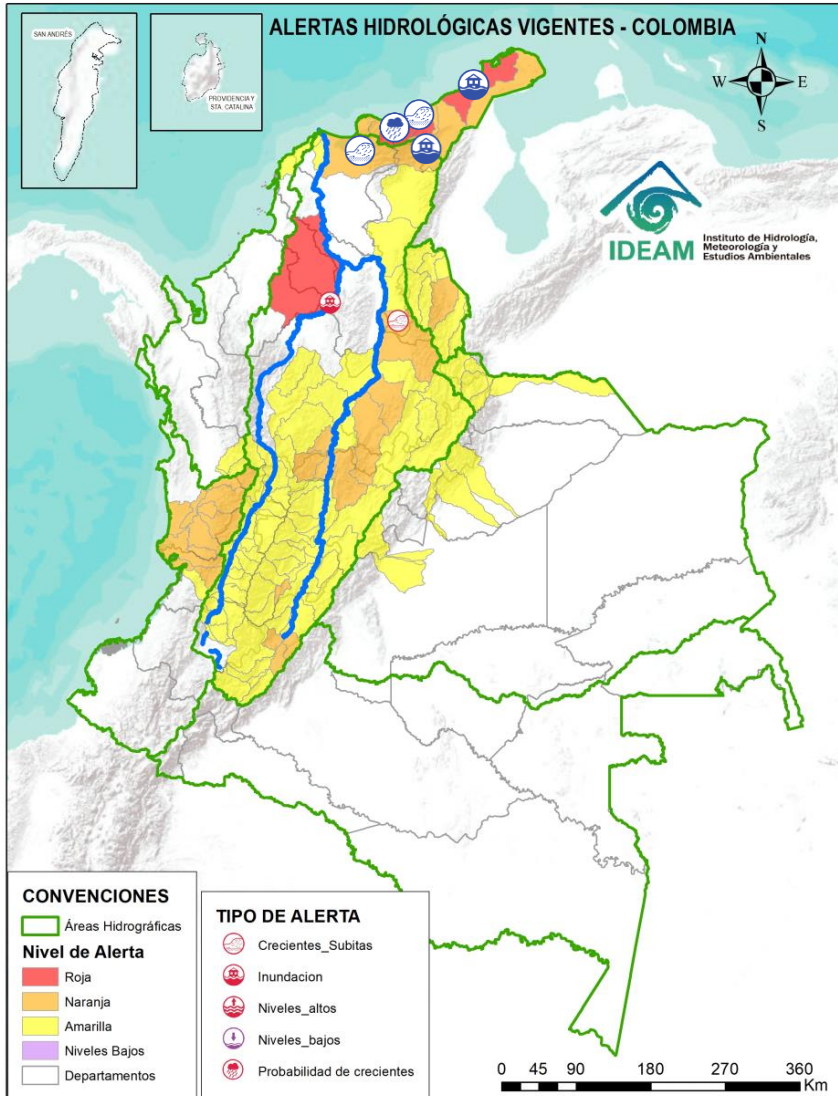 ALERTAS HIDROLÓGICAS VIGENTES - COLOMBIA
SAN ANDRÉS
PROVIDENCIA Y
STA. CATALINA
N
W
E
S
IDEAM
Instituto de Hidrología,
Meteorología y
Estudios Ambientales
CONVENCIONES
Áreas Hidrográficas
Nivel de Alerta
Roja
Naranja
Amarilla
Niveles Bajos
Departamentos
TIPO DE ALERTA
Crecientes_Subitas
Inundacion
Niveles_altos
Niveles_bajos
Probabilidad de crecientes
0 45 90 180 270 360
Km